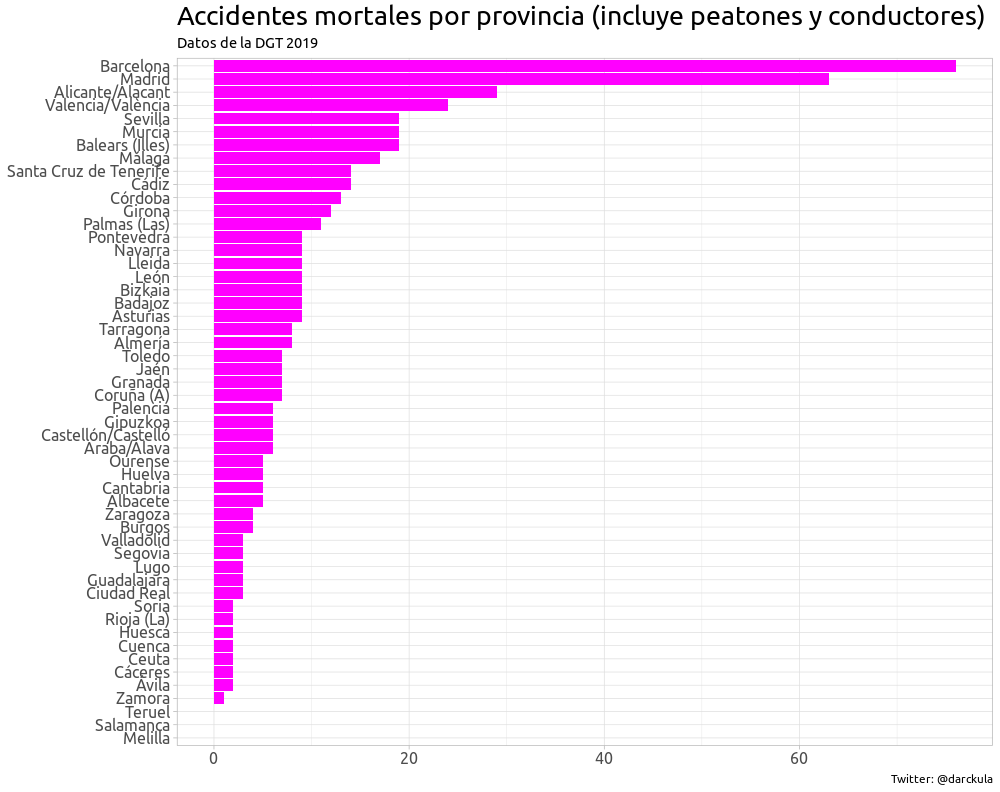 Accidentes mortales por provincia (incluye peatones y conductores)
Datos de la DGT 2019
Barcelona
Madrid
Alicante/Alacant
Valencia/València
Sevilla
Murcia
Balears (Illes)
Málaga
Santa Cruz de Tenerife
Cádiz
Córdoba
Girona
Palmas (Las)
Pontevedra
Navarra
Lleida
León
Bizkaia
Badajoz
Asturias
Tarragona
Almería
Toledo
Jaén
Granada
Coruña (A)
Palencia
Gipuzkoa
Castellón/Castelló
Araba/Álava
Ourense
Huelva
Cantabria
Albacete
Zaragoza
Burgos
Valladolid
Segovia
Lugo
Guadalajara
Ciudad Real
Soria
Rioja (La)
Huesca
Cuenca
Ceuta
Cáceres
Ávila
Zamora
Teruel
Salamanca
Melilla
0 20 40 60
Twitter: @darckula